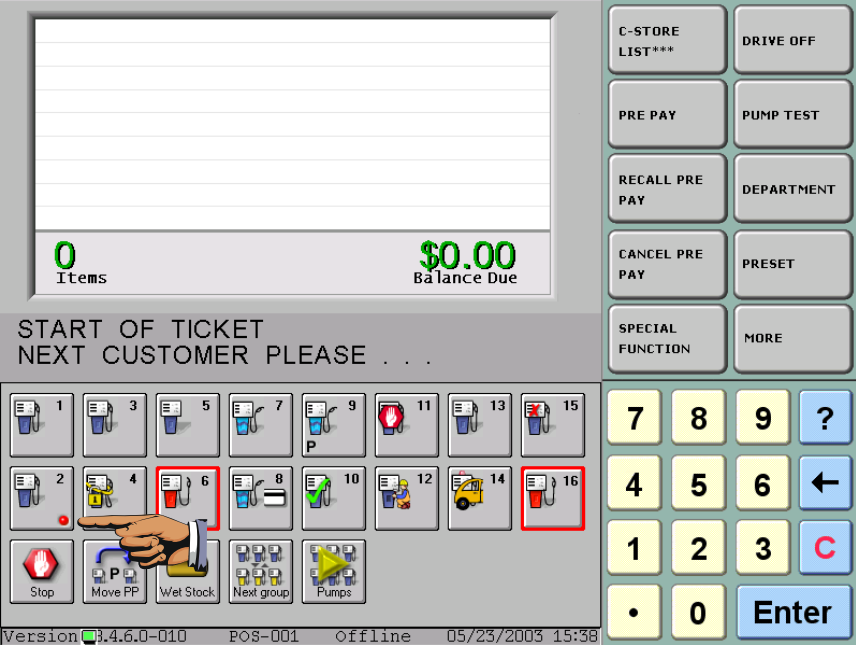 0
Items
$0.00
Balance Due
START OF TICKET
NEXT CUSTOMER PLEASE . . .
C-STORE
LIST***
DRIVE OFF
PRE PAY
PUMP TEST
RECALL PRE
PAY
DEPARTMENT
CANCEL PRE
PAY
PRESET
SPECIAL
FUNCTION
MORE
1
3
5
7
9
P
11
13
15
2
4
6
8
10
12
14
16
Stop
P
Move PP
Wet Stock
Next group
Pumps
7
8
9
?
4
5
6
←
1
2
3
C
•
0
Enter
Version .4.6.0-010 POS-001 Offline 05/23/2003 15:38